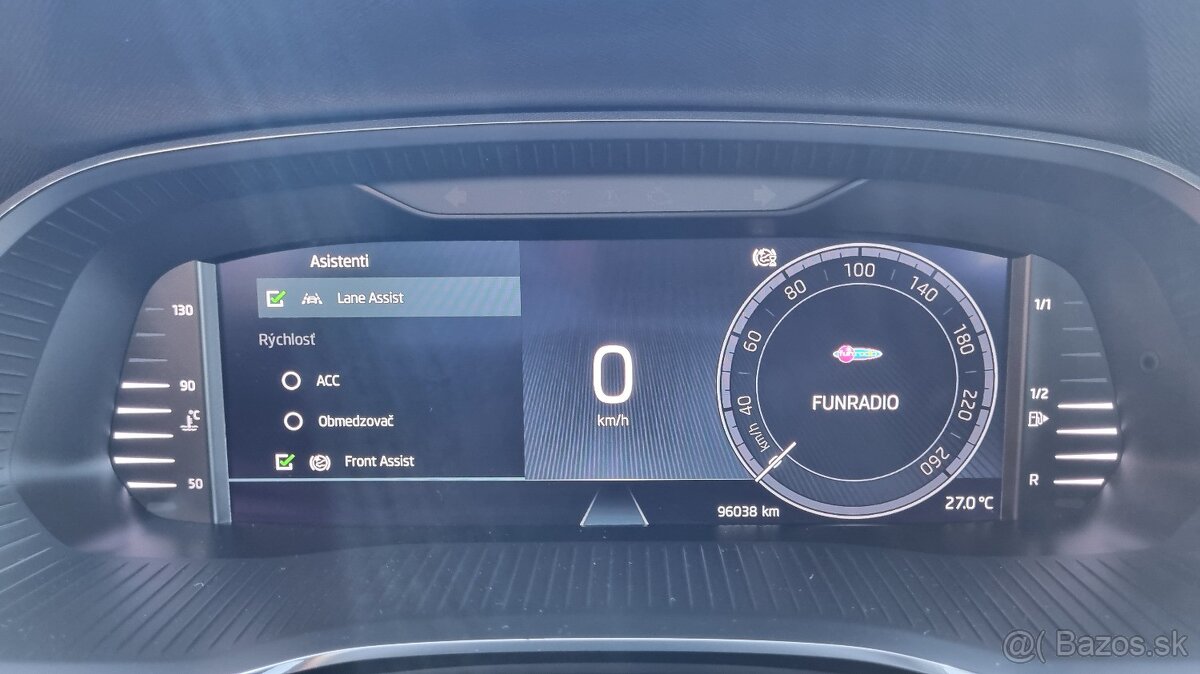 Asistenti
Lane Assist
Rýchlosť
ACC
Obmedzovač
Front Assist
130
90
°C
50
0
km/h
40
60
80
100
140
180
220
260
km/h
funradio
FUNRADIO
96038 km
27.0 °C
1/1
1/2
R
@( Bazos.sk